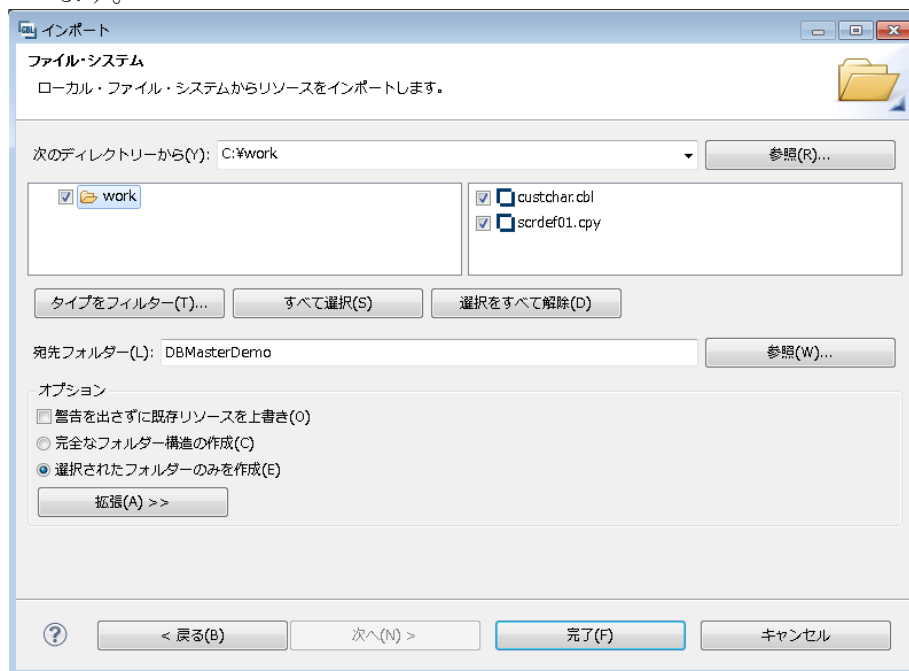 CBL インポート
ファイル・システム
ローカル・ファイル・システムからリソースをインポートします。
次のディレクトリーから(Y): C:¥work 参照(R)...
work
custchar.cbl
scrdef01.cpy
タイプをフィルター(T)... すべて選択(S) 選択をすべて解除(D)
宛先フォルダー(L): DBMasterDemo 参照(W)...
オプション
警告を出さずに既存リソースを上書き(O)
完全なフォルダー構造の作成(C)
選択されたフォルダーのみを作成(E)
拡張(A) >>
? < 戻る(B) 次へ(N) > 完了(F) キャンセル